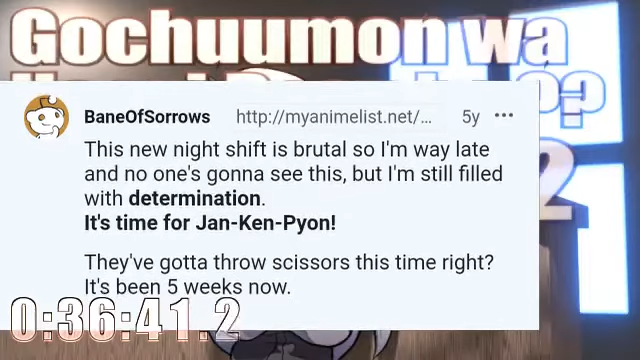 Gochuumon wa
BaneOfSorrows http://myanimelist.net/... 5y ···
This new night shift is brutal so I'm way late
and no one's gonna see this, but I'm still filled
with determination.
It's time for Jan-Ken-Pyon!
They've gotta throw scissors this time right?
It's been 5 weeks now.
2
0:36:41.2